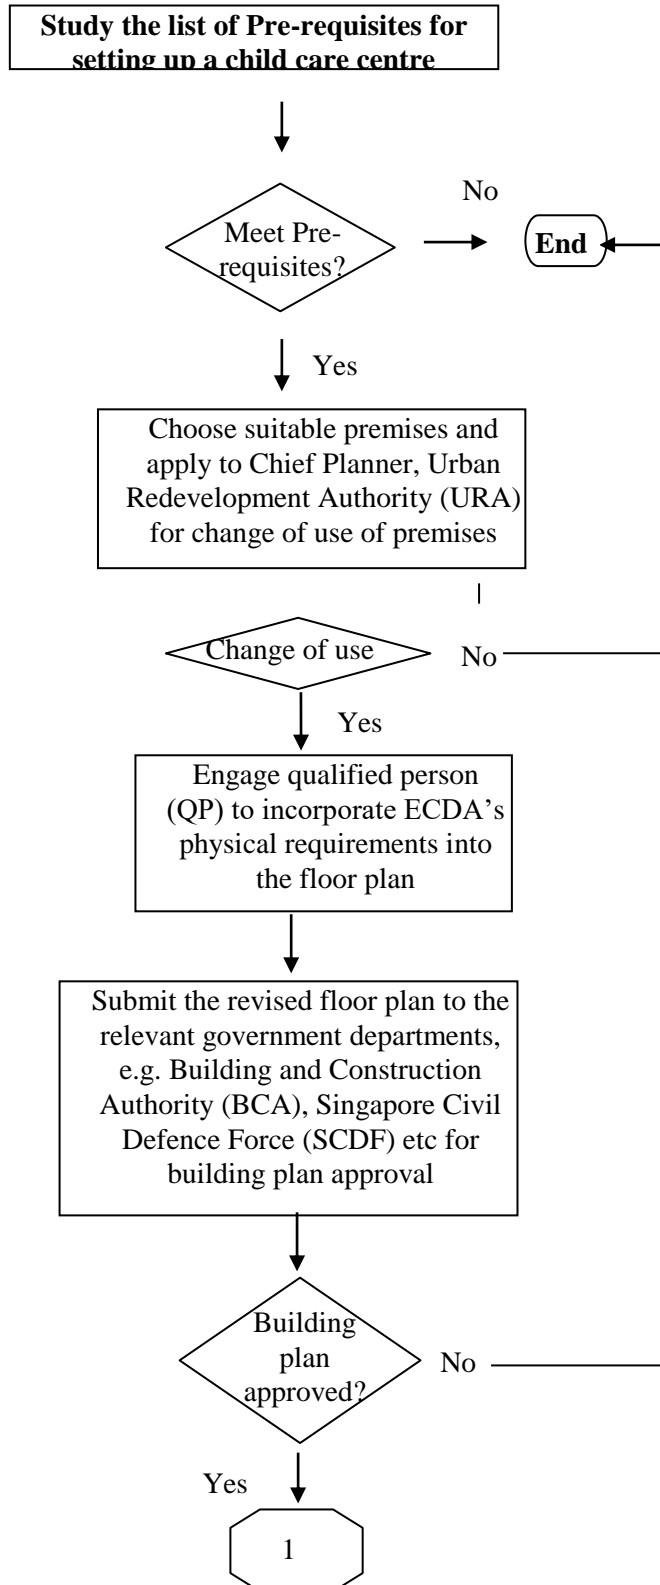 Study the list of Pre-requisites for
setting up a child care centre
No
Meet Pre-
requisites?
End
Yes
Choose suitable premises and
apply to Chief Planner, Urban
Redevelopment Authority (URA)
for change of use of premises
Change of use
No
Yes
Engage qualified person
(QP) to incorporate ECDA’s
physical requirements into
the floor plan
Submit the revised floor plan to the
relevant government departments,
e.g. Building and Construction
Authority (BCA), Singapore Civil
Defence Force (SCDF) etc for
building plan approval
Building
plan
approved?
No
Yes
1